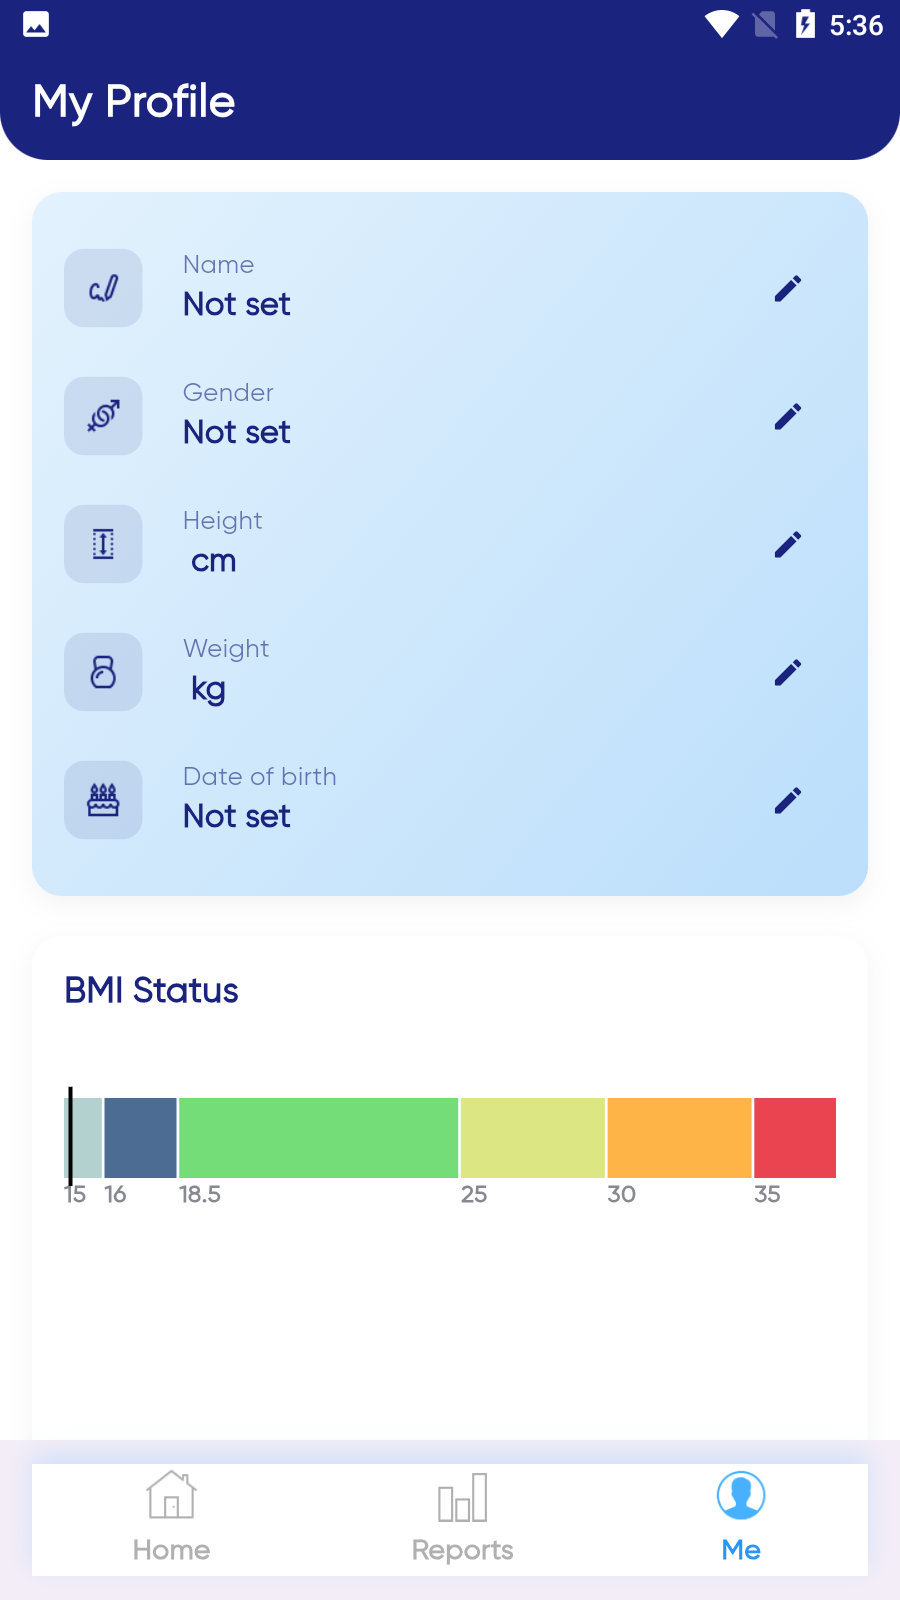 5:36
My Profile
Name
Not set
Gender
Not set
Height
cm
Weight
kg
Date of birth
Not set
BMI Status
15 16 18.5 25 30 35
Home Reports Me